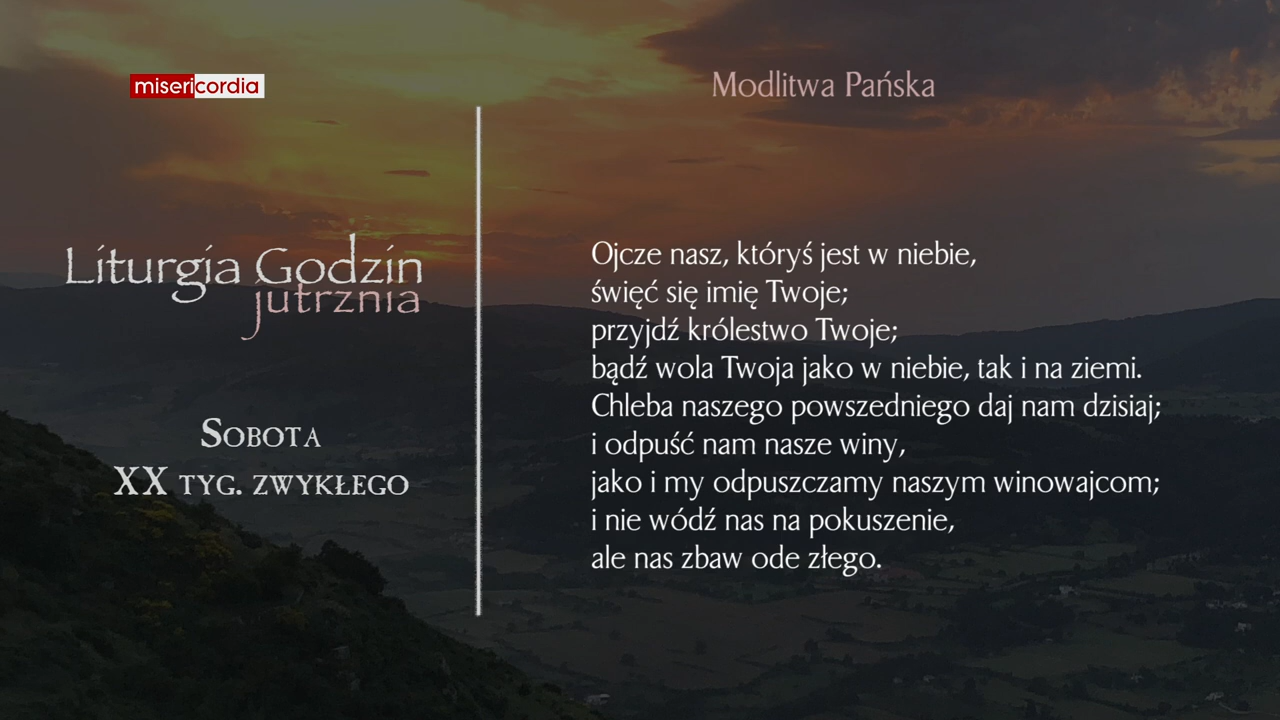 misericordia
Liturgia Godzin
jutrznia
Sobota
XX tyg. zwykłego
Modlitwa Pańska
Ojcze nasz, któryś jest w niebie,
święć się imię Twoje;
przyjdź królestwo Twoje;
bądź wola Twoja jako w niebie, tak i na ziemi.
Chleba naszego powszedniego daj nam dzisiaj;
i odpuść nam nasze winy,
jako i my odpuszczamy naszym winowajcom;
i nie wódź nas na pokuszenie,
ale nas zbaw ode złego.